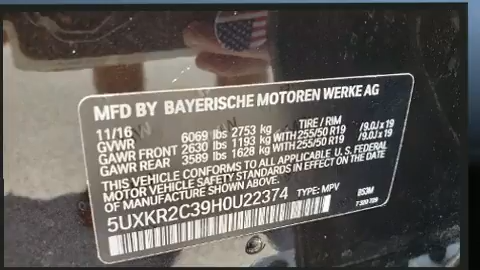 MFD BY BAYERISCHE MOTOREN WERKE AG
11/16 TIRE / RIM
GVWR 6069 lbs 2753 kg
GAWR FRONT 2630 lbs 1193 kg WITH 255/50 R19 /9.0J x 19
GAWR REAR 3589 lbs 1628 kg WITH 255/50 R19 /9.0J x 19
THIS VEHICLE CONFORMS TO ALL APPLICABLE U. S. FEDERAL
MOTOR VEHICLE SAFETY STANDARDS IN EFFECT ON THE DATE
OF MANUFACTURE SHOWN ABOVE.
5UXKR2C39H0U22374 TYPE: MPV